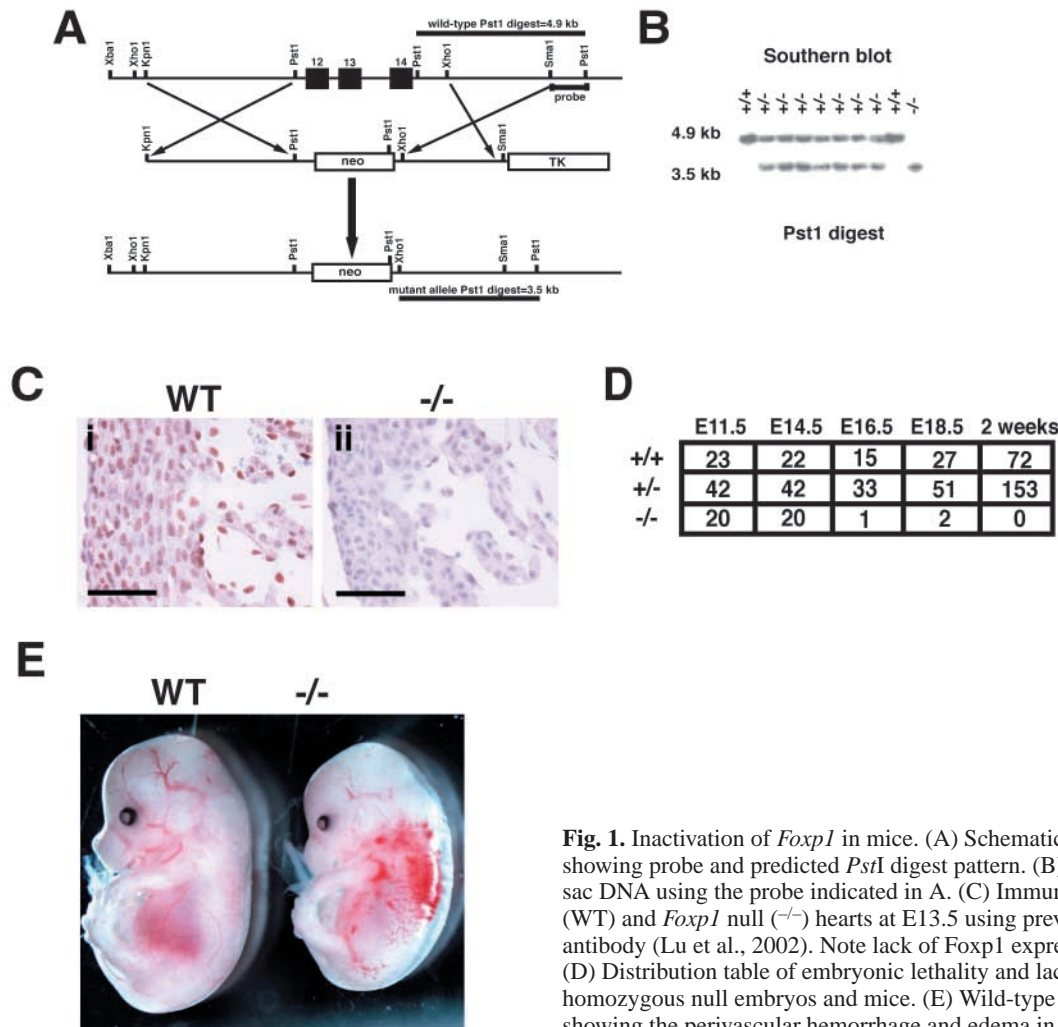 A
wild-type Pst1 digest=4.9 kb
Xba1
Xho1
Kpn1
Pst1
12
13
14
Pst1
Xho1
Sma1
Pst1
probe
Kpn1
Pst1
neo
Pst1
Xho1
Sma1
TK
Xba1
Xho1
Kpn1
Pst1
neo
Pst1
Xho1
Sma1
Pst1
mutant allele Pst1 digest=3.5 kb
B
Southern blot
+/+ +/- +/- +/- +/- +/- +/- +/- +/+ -/-
4.9 kb
3.5 kb
Pst1 digest
C
WT
-/-
i
ii
D
E11.5 E14.5 E16.5 E18.5 2 weeks
+/+ 23 22 15 27 72
+/- 42 42 33 51 153
-/- 20 20 1 2 0
E
WT
-/-
Fig. 1. Inactivation of Foxp1 in mice. (A) Schematic
showing probe and predicted PstI digest pattern. (B)
sac DNA using the probe indicated in A. (C) Immun
(WT) and Foxp1 null (−/−) hearts at E13.5 using prev
antibody (Lu et al., 2002). Note lack of Foxp1 expre
(D) Distribution table of embryonic lethality and lac
homozygous null embryos and mice. (E) Wild-type
showing the perivascular hemorrhage and edema in